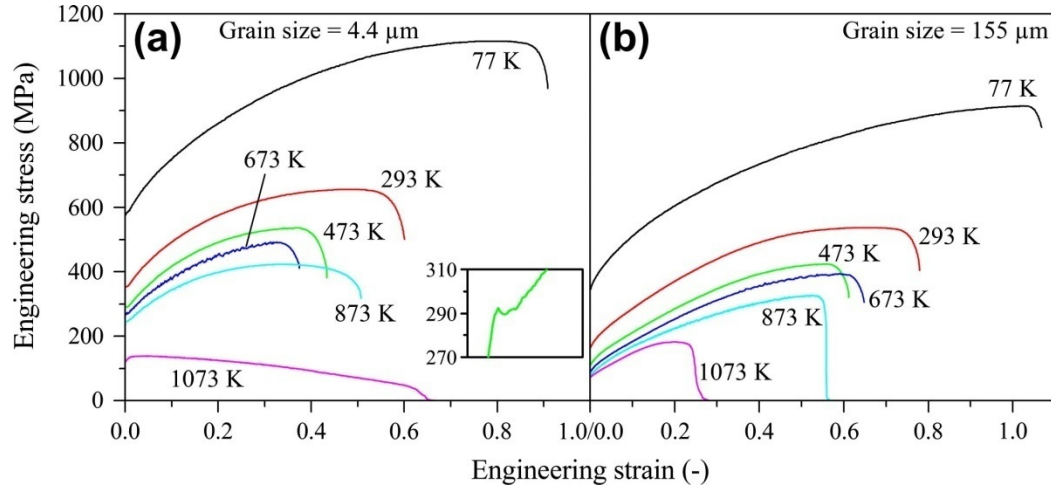 (a)
Grain size = 4.4 µm
(b)
Grain size = 155 µm
1200
1000
800
600
400
200
0
Engineering stress (MPa)
77 K
673 K
293 K
473 K
873 K
1073 K
310
290
270
77 K
293 K
473 K
673 K
873 K
1073 K
0.0
0.2
0.4
0.6
0.8
1.0
0.0
0.2
0.4
0.6
0.8
1.0
Engineering strain (-)